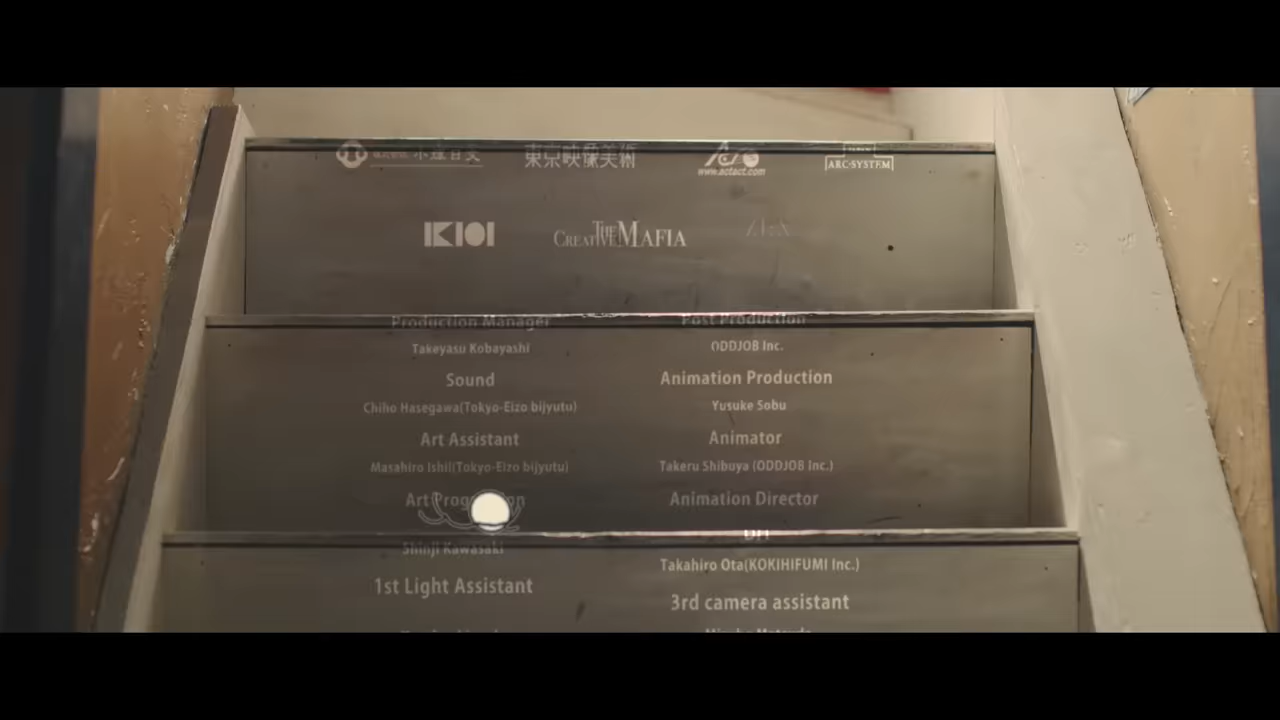 東京映像美術
www.actact.com
ARC-SYSTEM
THE
CREATIVE MAFIA
Production Manager
Post Production
Takeyasu Kobayashi
ODDJOB Inc.
Sound
Animation Production
Chiho Hasegawa(Tokyo-Eizo bijyutu)
Yusuke Sobu
Art Assistant
Animator
Masahiro Ishii(Tokyo-Eizo bijyutu)
Takeru Shibuya (ODDJOB Inc.)
Art
Animation Director
Shinji Kawasaki
DIT
Takahiro Ota(KOKIHIFUMI Inc.)
1st Light Assistant
3rd camera assistant